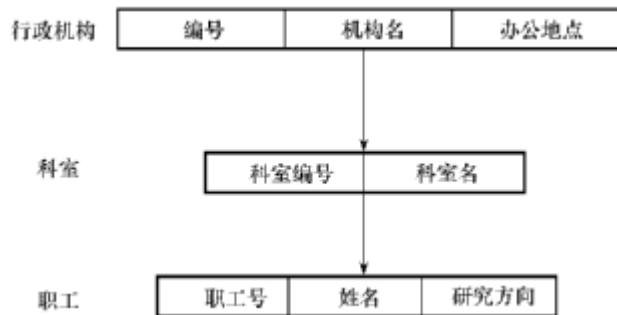 行政机构 编号 机构名 办公地点
科室 科室编号 科室名
职工 职工号 姓名 研究方向